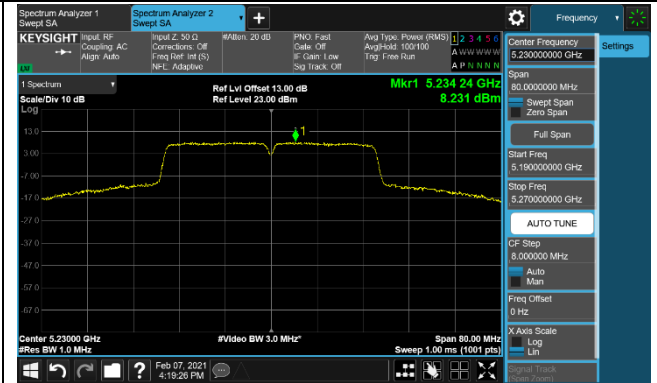 Spectrum Analyzer 1
Swept SA
Spectrum Analyzer 2
Swept SA
+
Frequency
KEYSIGHT
Input: RF
Coupling: AC
Align: Auto
Input Z: 50 Ω
Corrections: Off
Freq Ref: Int (S)
NFE: Adaptive
#Atten: 20 dB
PNO: Fast
Gate: Off
IF Gain: Low
Sig Track: Off
Avg Type: Power (RMS)
Avg|Hold: 100/100
Trig: Free Run
1 2 3 4 5 6
A W W W W W
A P N N N N
LW
Center Frequency
5.230000000 GHz
Settings
Span
80.0000000 MHz
Swept Span
Zero Span
Full Span
Start Freq
5.190000000 GHz
Stop Freq
5.270000000 GHz
AUTO TUNE
CF Step
8.000000 MHz
Auto
Man
Freq Offset
0 Hz
X Axis Scale
Log
Lin
Signal Track
(Span Zoom)
1 Spectrum
Scale/Div 10 dB
Log
Ref Lvl Offset 13.00 dB
Ref Level 23.00 dBm
Mkr1 5.234 24 GHz
8.231 dBm
1
13.0
3.00
-7.00
-17.0
-27.0
-37.0
-47.0
-57.0
-67.0
Center 5.23000 GHz
#Res BW 1.0 MHz
#Video BW 3.0 MHz*
Span 80.00 MHz
Sweep 1.00 ms (1001 pts)
?
Feb 07, 2021
4:19:26 PM